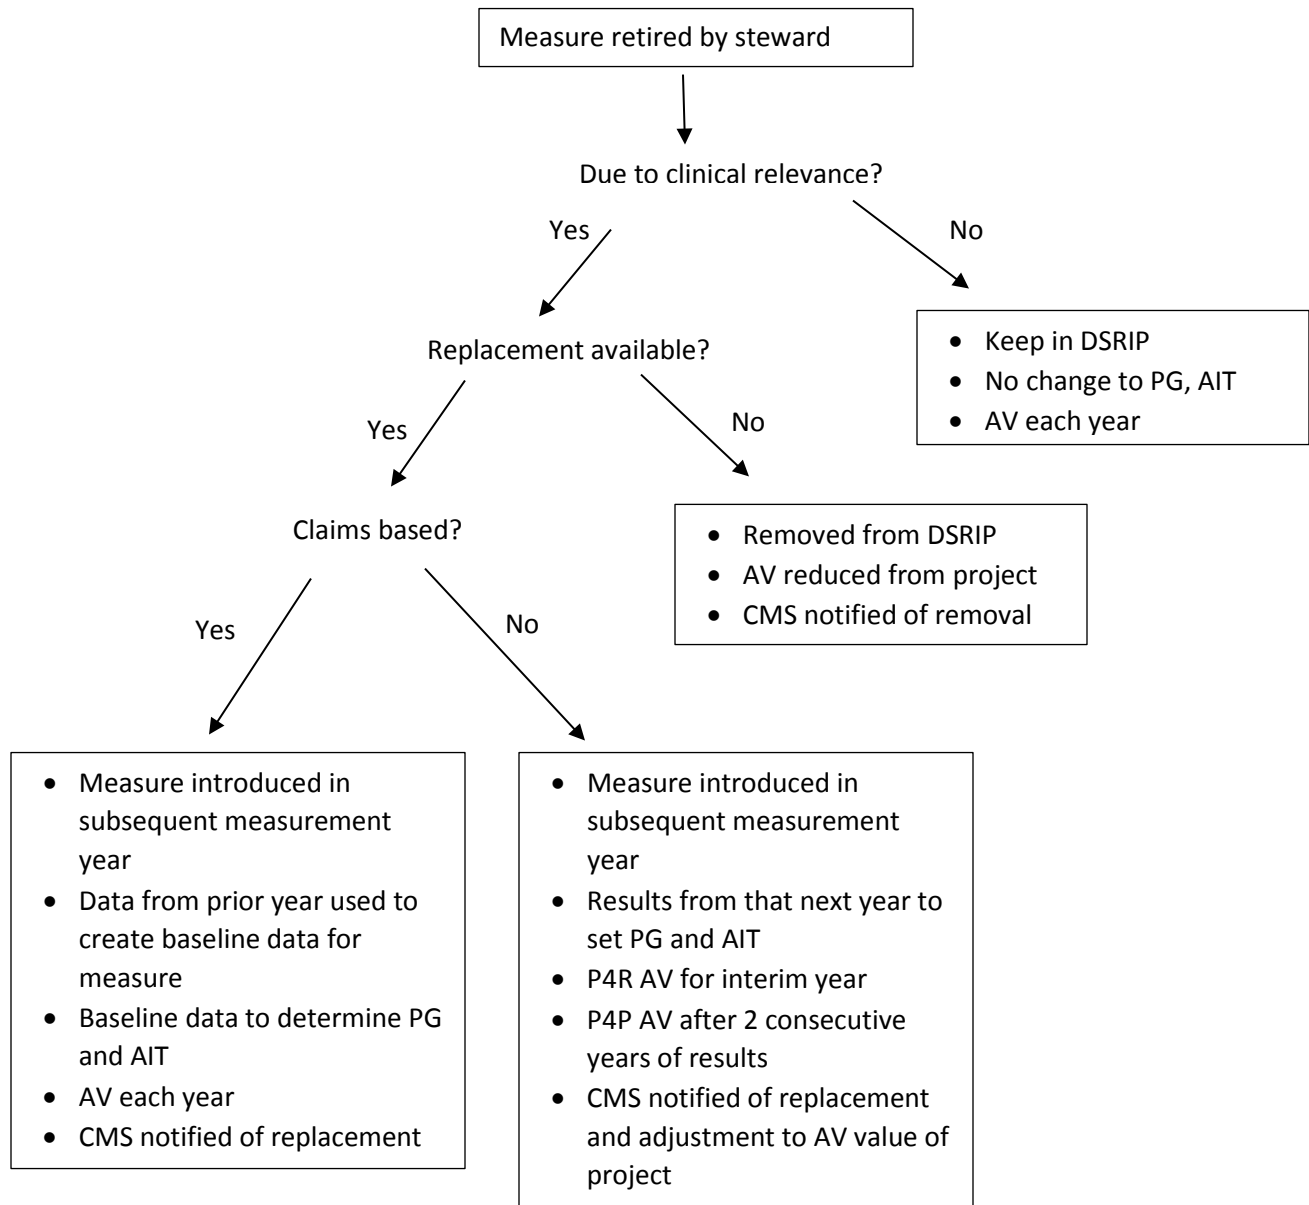 Measure retired by steward
Due to clinical relevance?
Yes
No
Replacement available?
• Keep in DSRIP
• No change to PG, AIT
• AV each year
Yes
No
Claims based?
• Removed from DSRIP
• AV reduced from project
• CMS notified of removal
Yes
No
• Measure introduced in
subsequent measurement
year
• Data from prior year used to
create baseline data for
measure
• Baseline data to determine PG
and AIT
• AV each year
• CMS notified of replacement
• Measure introduced in
subsequent measurement
year
• Results from that next year to
set PG and AIT
• P4R AV for interim year
• P4P AV after 2 consecutive
years of results
• CMS notified of replacement
and adjustment to AV value of
project